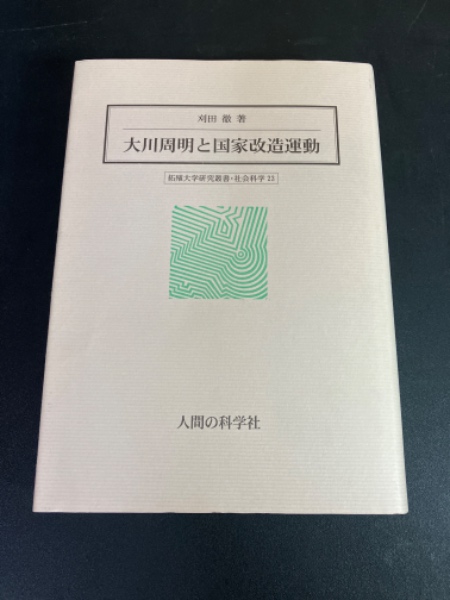 刈田 徹 著
大川周明と国家改造運動
拓殖大学研究叢書・社会科学 23
人間の科学社